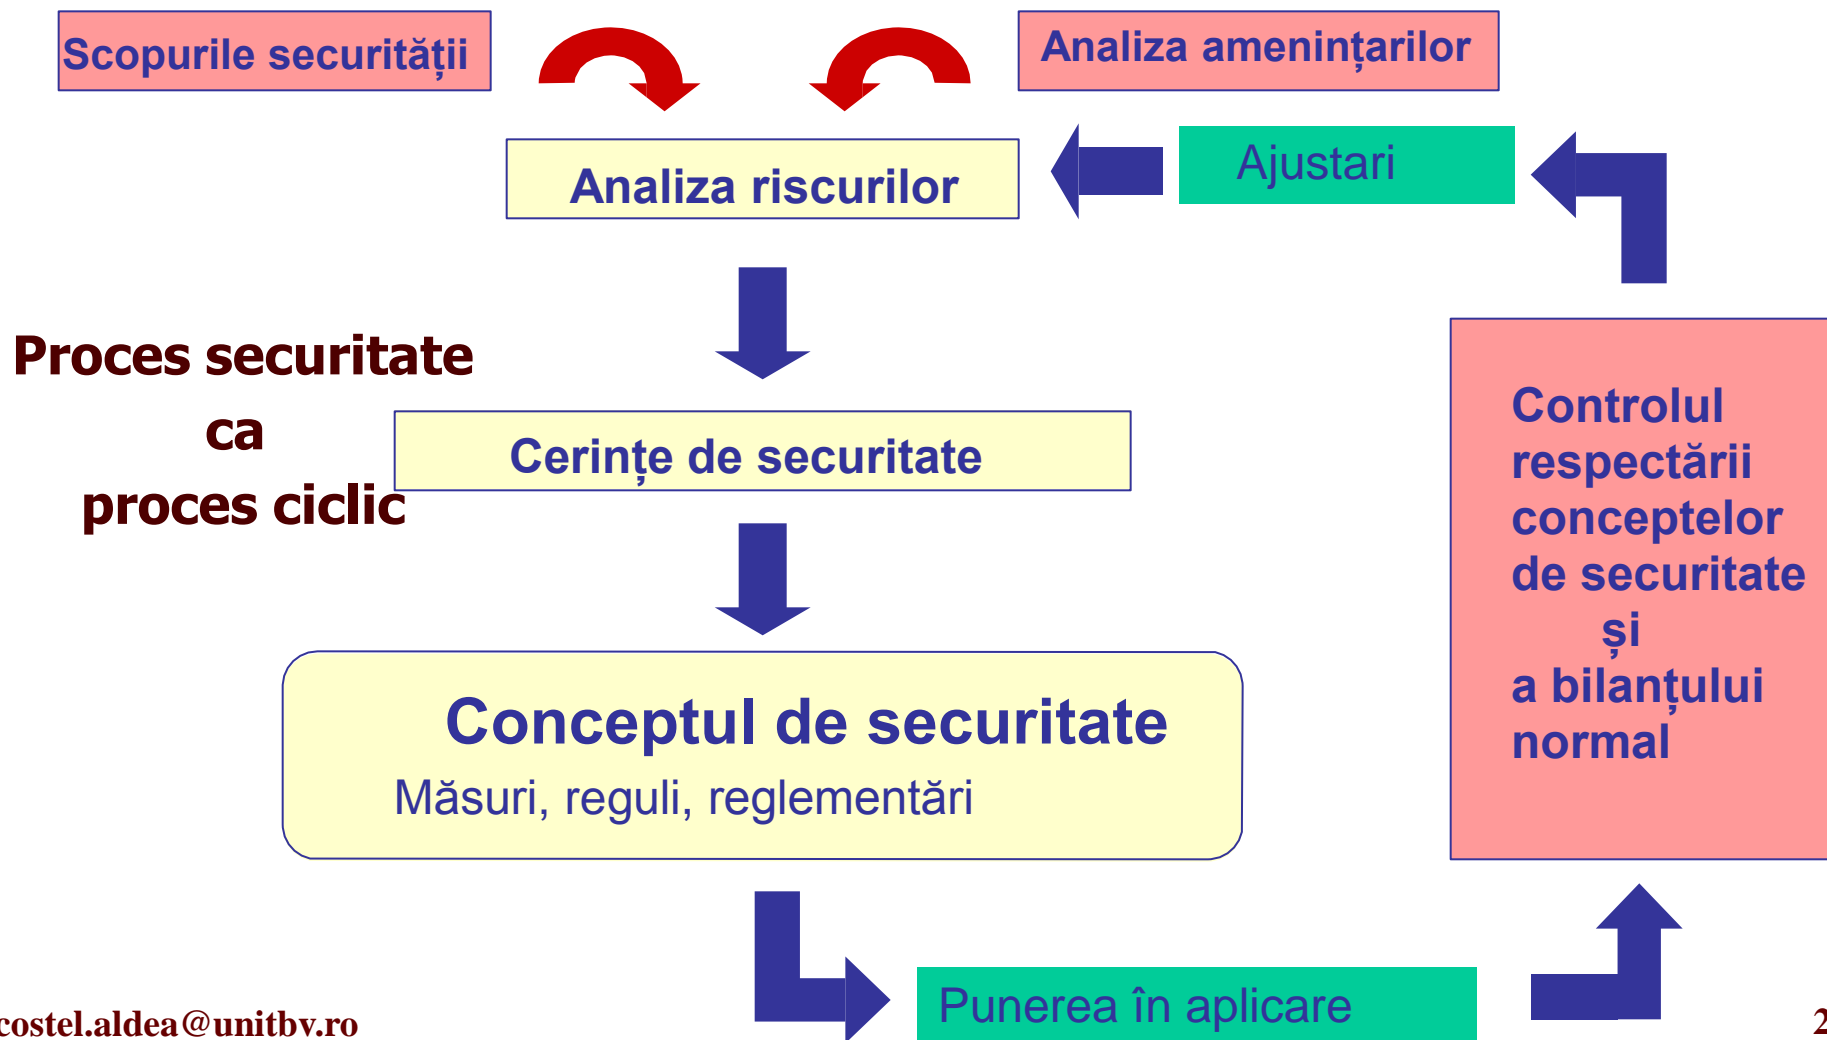 Scopurile securității
Analiza amenințarilor
Analiza riscurilor
Ajustari
Proces securitate
ca
proces ciclic
Cerințe de securitate
Conceptul de securitate
Măsuri, reguli, reglementări
Controlul
respectării
conceptelor
de securitate
și
a bilanțului
normal
Punerea în aplicare
costel.aldea@unitbv.ro
2